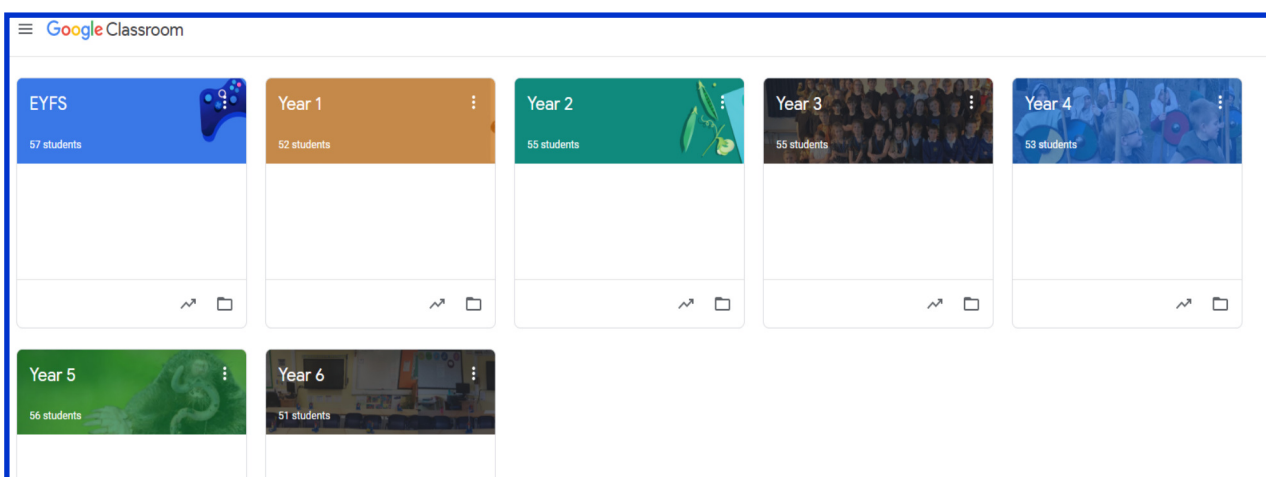 Google Classroom
EYFS
57 students
Year 1
52 students
Year 2
55 students
Year 3
55 students
Year 4
53 students
Year 5
56 students
Year 6
51 students